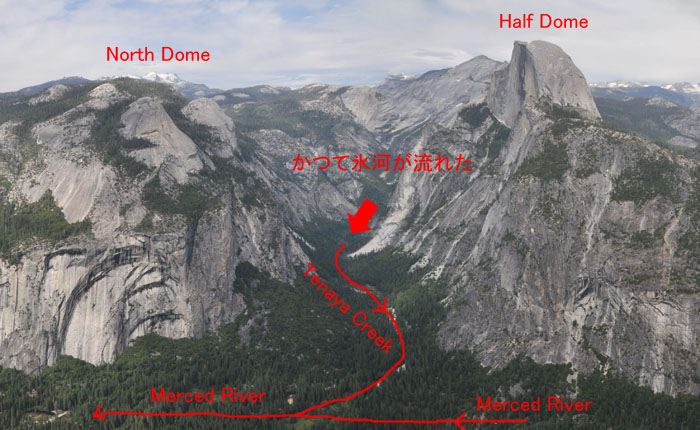 Half Dome
North Dome
かつて氷河が流れた
Tenaya Creek
Merced River
Merced River